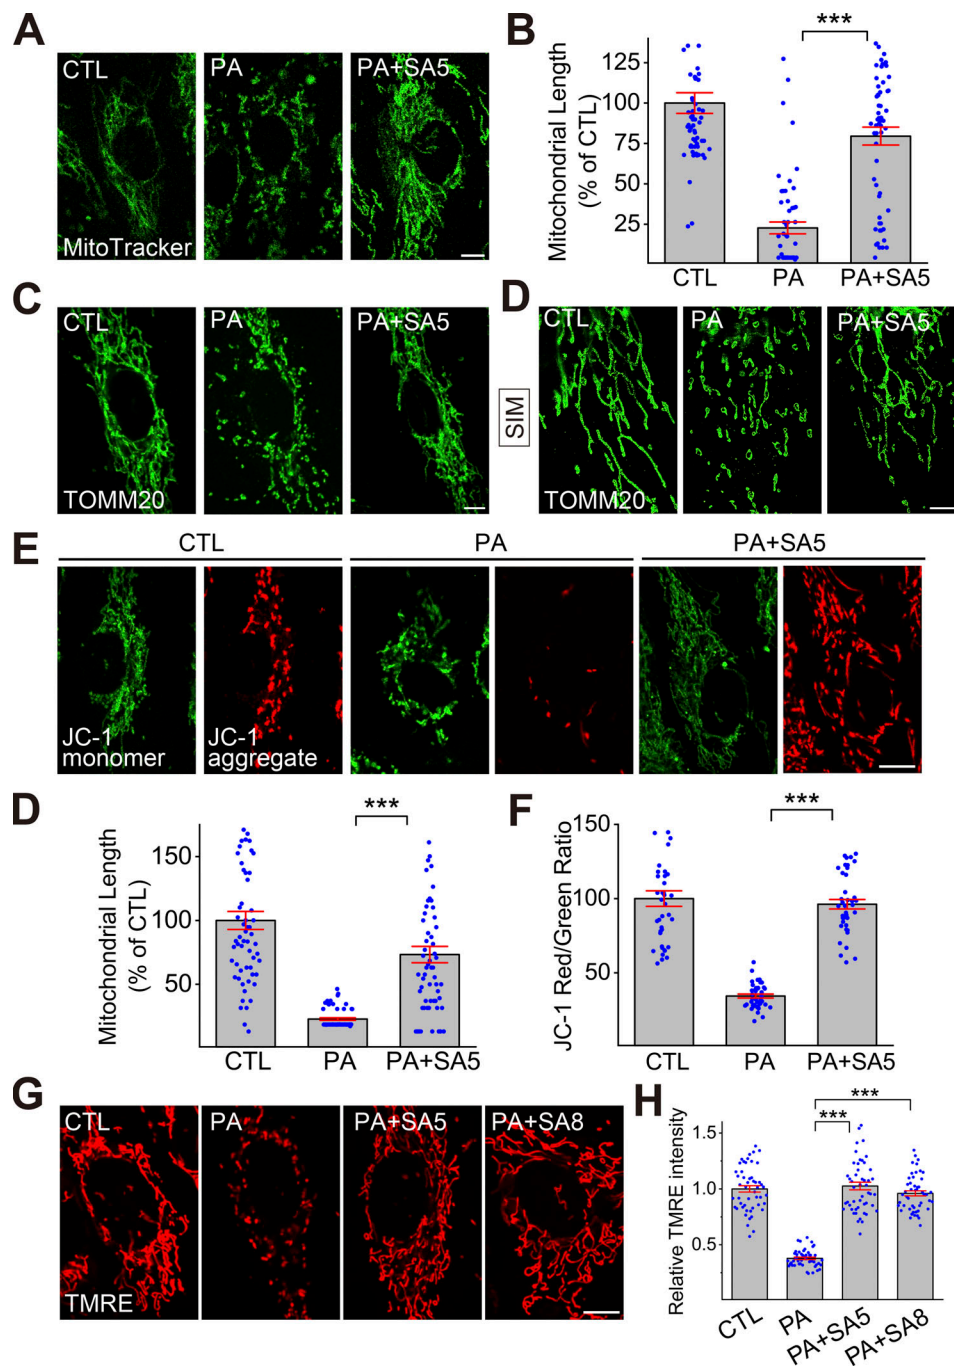 A
CTL
PA
PA+SA5
MitoTracker
B
***
Mitochondrial Length
(% of CTL)
125
100
75
50
25
CTL
PA
PA+SA5
C
CTL
PA
PA+SA5
TOMM20
D
SIM
CTL
PA
PA+SA5
TOMM20
E
CTL
PA
PA+SA5
JC-1
monomer
JC-1
aggregate
D
***
Mitochondrial Length
(% of CTL)
150
100
50
CTL
PA
PA+SA5
F
***
JC-1 Red/Green Ratio
150
100
50
CTL
PA
PA+SA5
G
CTL
PA
PA+SA5
PA+SA8
TMRE
H
***
***
Relative TMRE intensity
1.5
1.0
0.5
CTL
PA
PA+SA5
PA+SA8